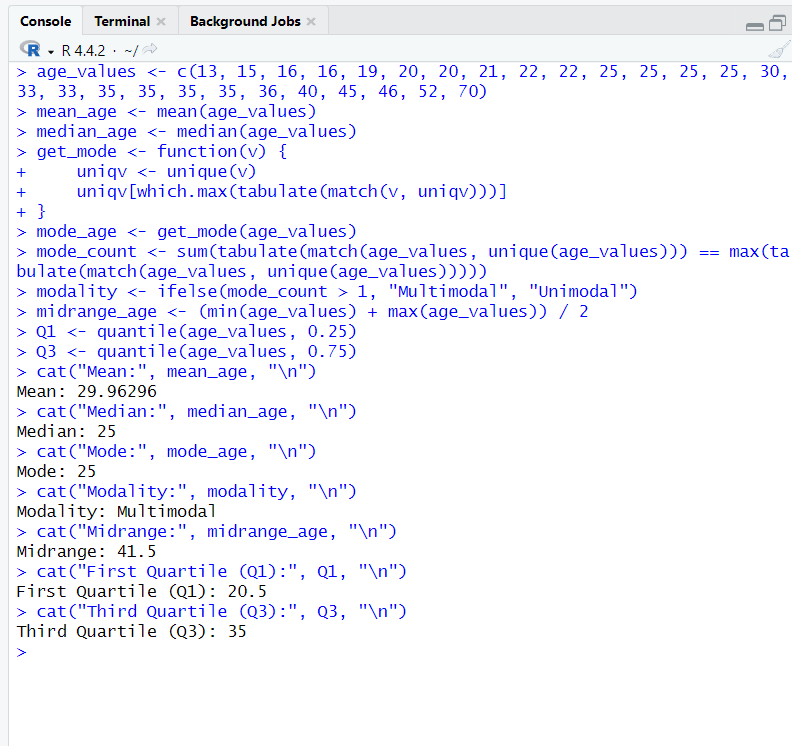 Console Terminal Background Jobs
R 4.4.2 · ~/
> age_values <- c(13, 15, 16, 16, 19, 20, 20, 21, 22, 22, 25, 25, 25, 25, 30,
33, 33, 35, 35, 35, 35, 36, 40, 45, 46, 52, 70)
> mean_age <- mean(age_values)
> median_age <- median(age_values)
> get_mode <- function(v) {
+     uniqv <- unique(v)
+     uniqv[which.max(tabulate(match(v, uniqv)))]
+ }
> mode_age <- get_mode(age_values)
> mode_count <- sum(tabulate(match(age_values, unique(age_values))) == max(ta
bulate(match(age_values, unique(age_values)))))
> modality <- ifelse(mode_count > 1, "Multimodal", "Unimodal")
> midrange_age <- (min(age_values) + max(age_values)) / 2
> Q1 <- quantile(age_values, 0.25)
> Q3 <- quantile(age_values, 0.75)
> cat("Mean:", mean_age, "\n")
Mean: 29.96296
> cat("Median:", median_age, "\n")
Median: 25
> cat("Mode:", mode_age, "\n")
Mode: 25
> cat("Modality:", modality, "\n")
Modality: Multimodal
> cat("Midrange:", midrange_age, "\n")
Midrange: 41.5
> cat("First Quartile (Q1):", Q1, "\n")
First Quartile (Q1): 20.5
> cat("Third Quartile (Q3):", Q3, "\n")
Third Quartile (Q3): 35
>